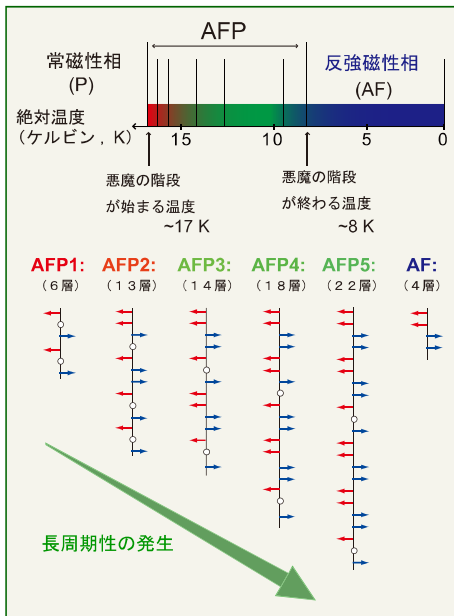 AFP
常磁性相
(P)
反強磁性相
(AF)
絶対温度
(ケルビン, K)
15 10 5 0
悪魔の階段
が始まる温度
~17 K
悪魔の階段
が終わる温度
~8 K
AFP1: AFP2: AFP3: AFP4: AFP5: AF:
(6層) (13層) (14層) (18層) (22層) (4層)
長周期性の発生